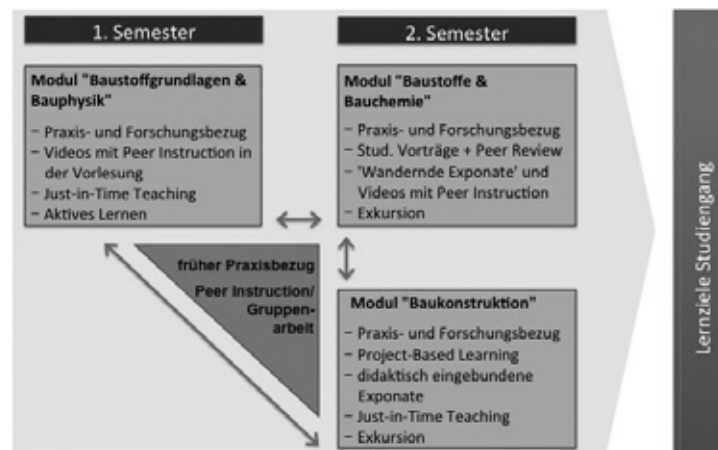 1. Semester
Modul "Baustoffgrundlagen &
Bauphysik"
– Praxis- und Forschungsbezug
– Videos mit Peer Instruction in
der Vorlesung
– Just-in-Time Teaching
– Aktives Lernen
2. Semester
Modul "Baustoffe &
Bauchemie"
– Praxis- und Forschungsbezug
– Stud. Vorträge + Peer Review
– 'Wandernde Exponate' und
Videos mit Peer Instruction
– Exkursion
früher Praxisbezug
Peer Instruction/
Gruppen-
arbeit
Modul "Baukonstruktion"
– Praxis- und Forschungsbezug
– Project-Based Learning
– didaktisch eingebundene
Exponate
– Just-in-Time Teaching
– Exkursion
Lernziele Studiengang